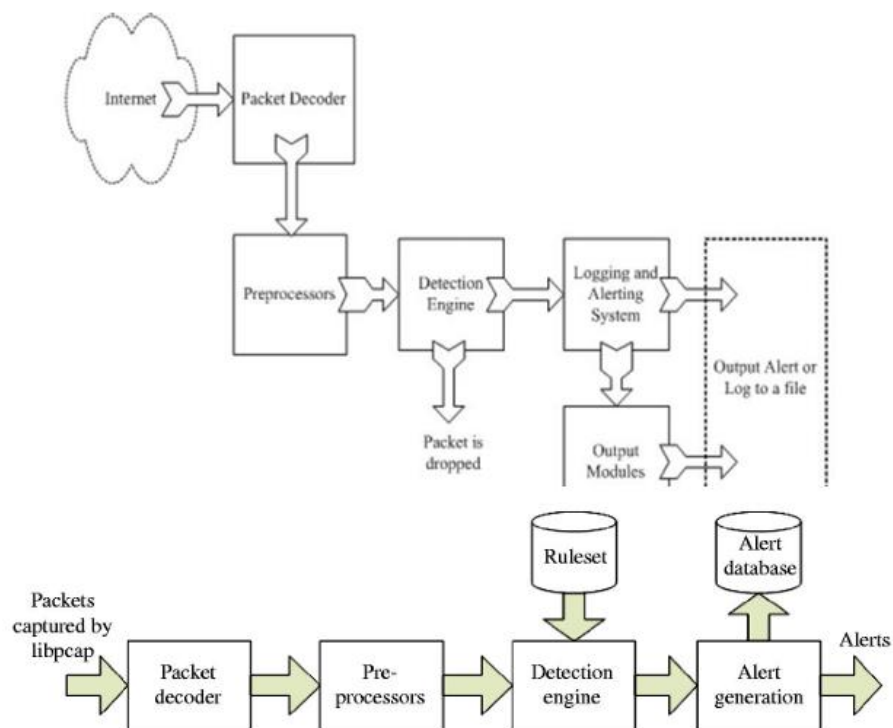 Internet
Packet Decoder
Preprocessors
Detection
Engine
Logging and
Alerting
System
Output Alert or
Log to a file
Packet is
dropped
Output
Modules
Ruleset
Alert
database
Packets
captured by
libpcap
Packet
decoder
Pre-
processors
Detection
engine
Alert
generation
Alerts